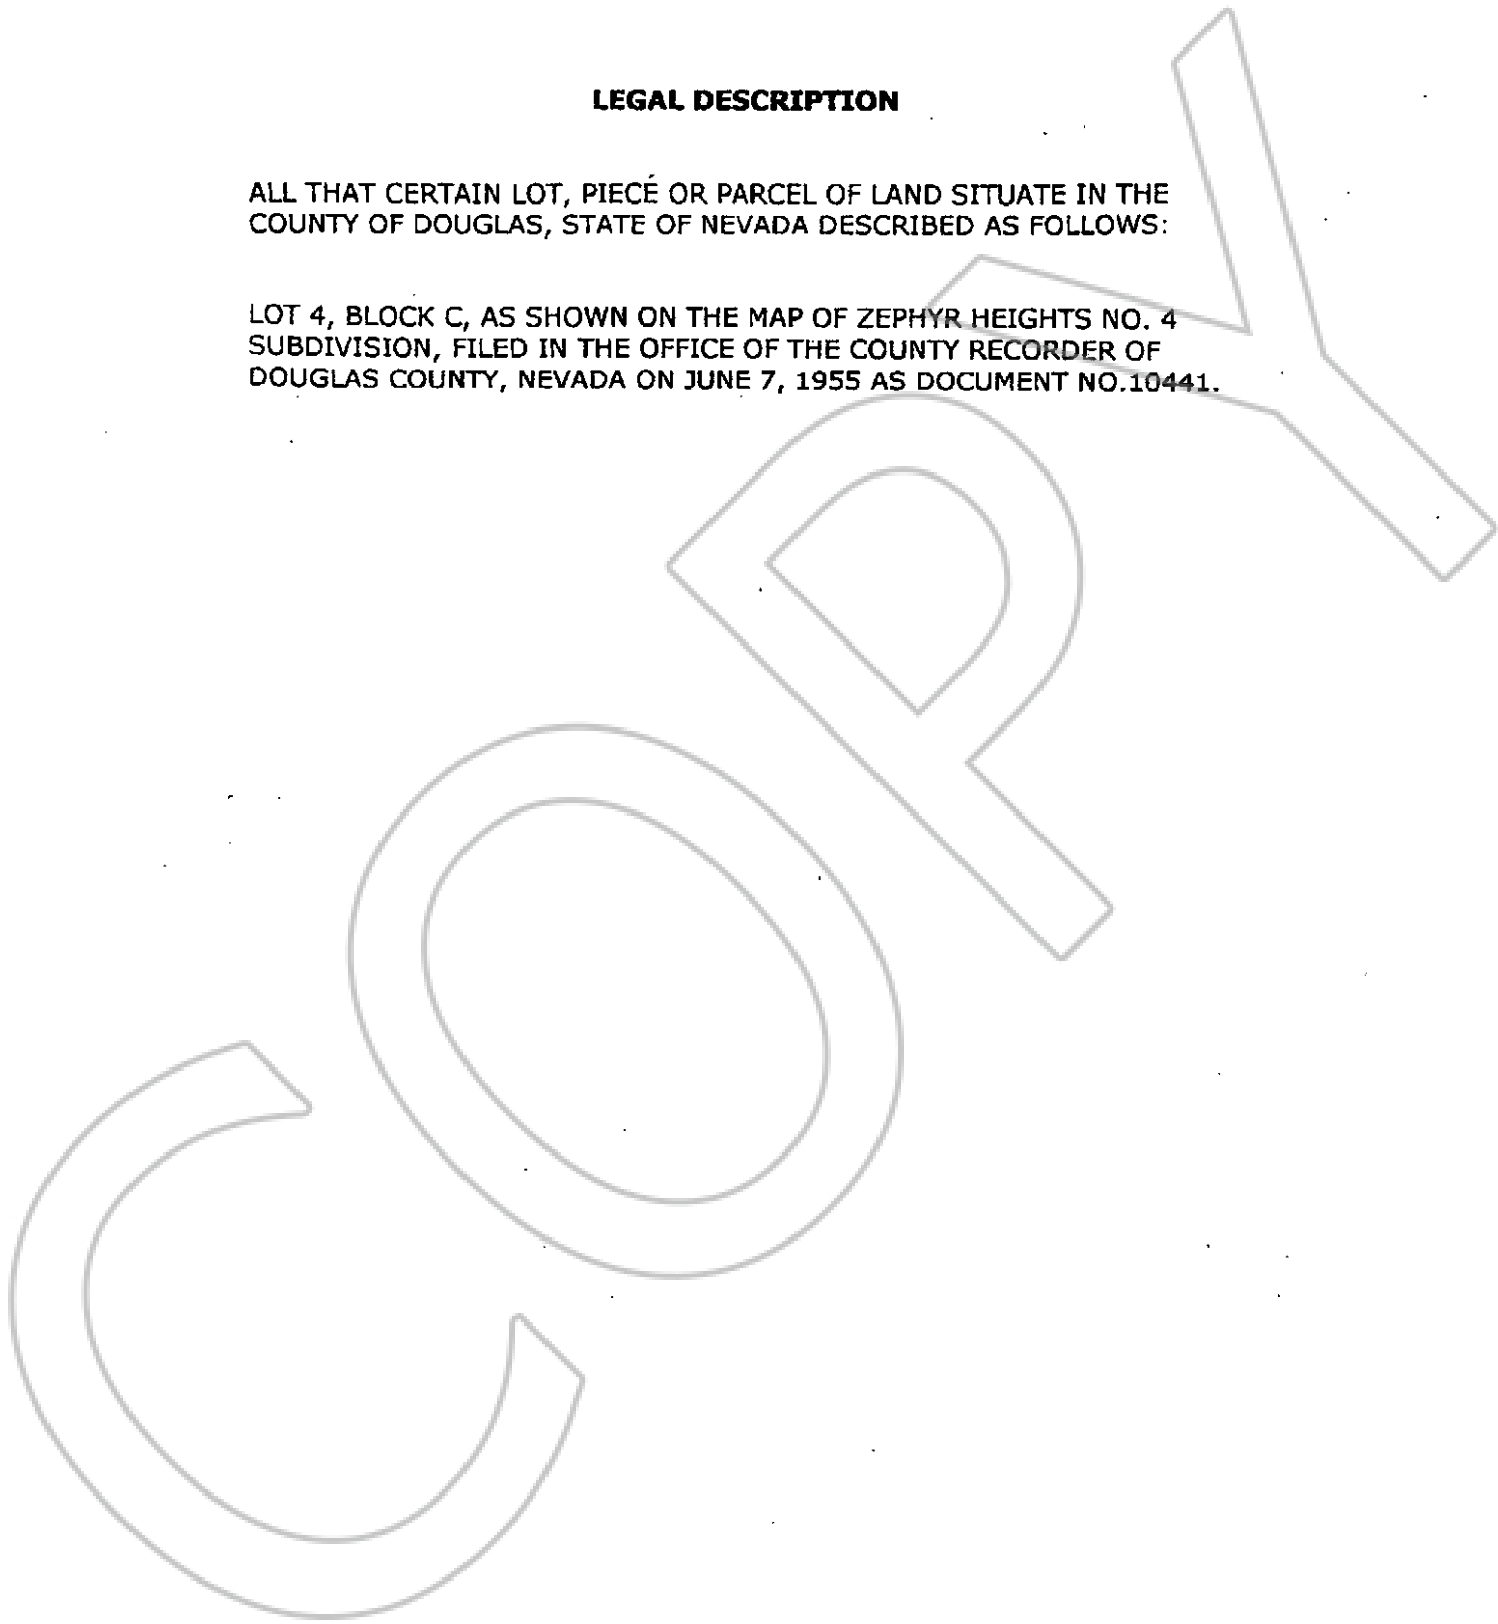 LEGAL DESCRIPTION
ALL THAT CERTAIN LOT, PIECE OR PARCEL OF LAND SITUATE IN THE
COUNTY OF DOUGLAS, STATE OF NEVADA DESCRIBED AS FOLLOWS:
LOT 4, BLOCK C, AS SHOWN ON THE MAP OF ZEPHYR HEIGHTS NO. 4
SUBDIVISION, FILED IN THE OFFICE OF THE COUNTY RECORDER OF
DOUGLAS COUNTY, NEVADA ON JUNE 7, 1955 AS DOCUMENT NO.10441.
COPY